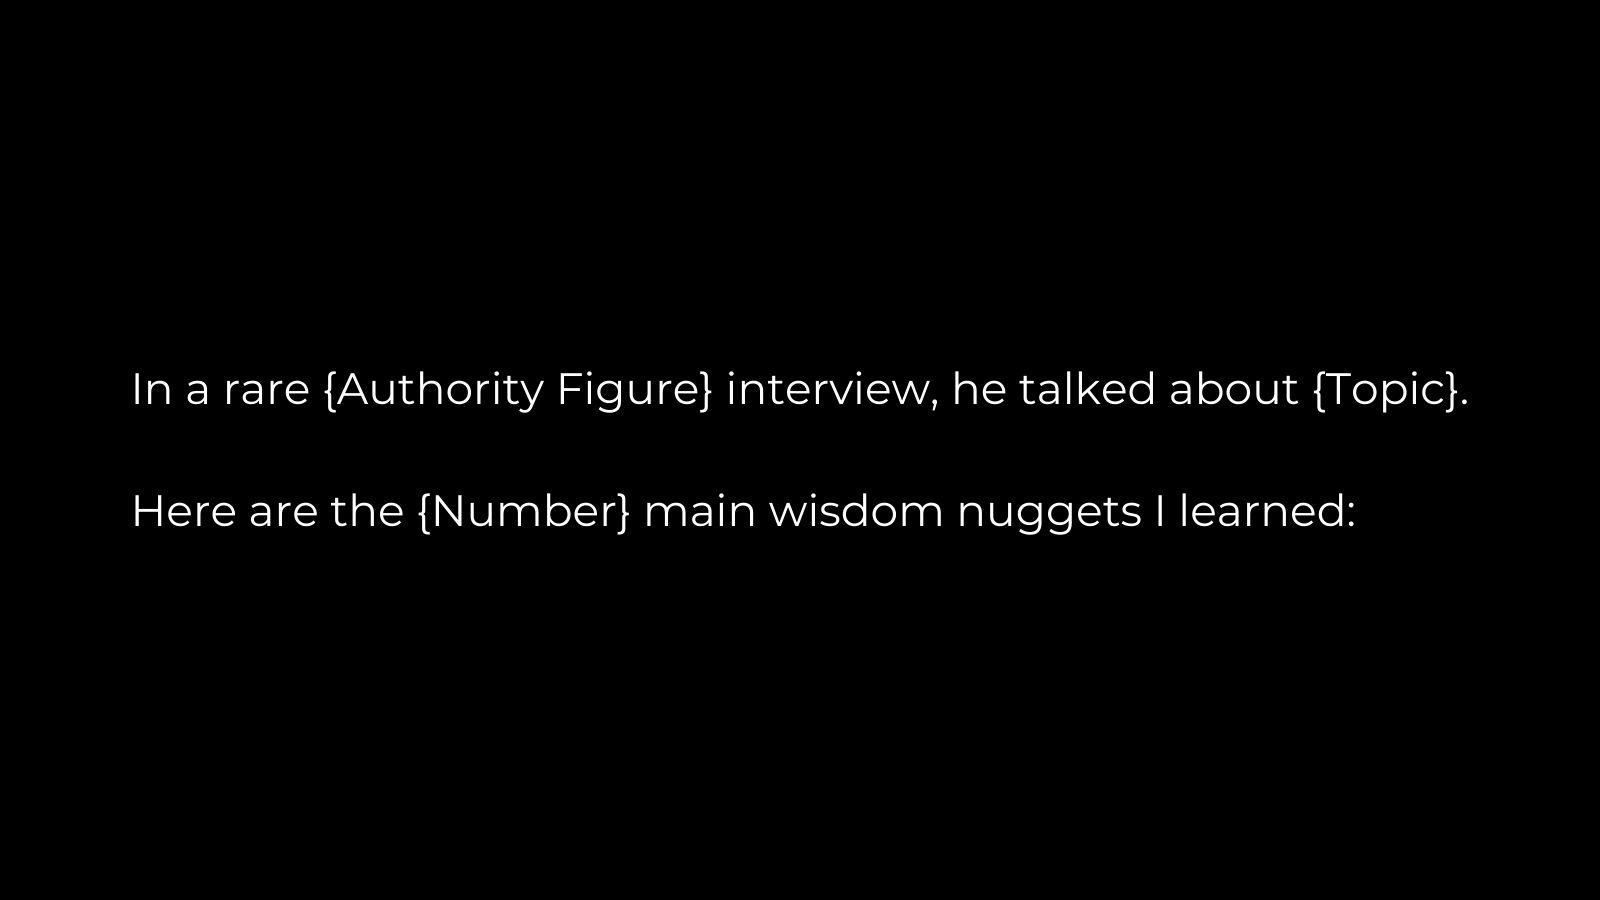 In a rare {Authority Figure} interview, he talked about {Topic}.
Here are the {Number} main wisdom nuggets I learned: